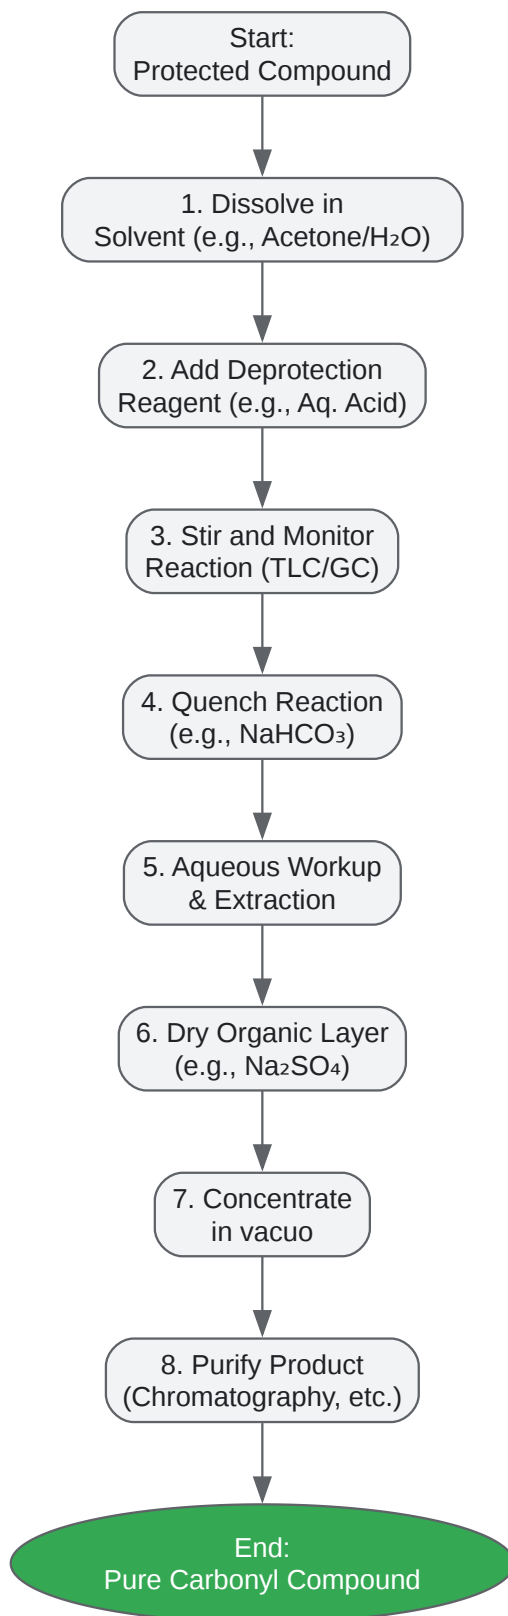 Start:
Protected Compound
1. Dissolve in
Solvent (e.g., Acetone/H₂O)
2. Add Deprotection
Reagent (e.g., Aq. Acid)
3. Stir and Monitor
Reaction (TLC/GC)
4. Quench Reaction
(e.g., NaHCO₃)
5. Aqueous Workup
& Extraction
6. Dry Organic Layer
(e.g., Na₂SO₄)
7. Concentrate
in vacuo
8. Purify Product
(Chromatography, etc.)
End:
Pure Carbonyl Compound